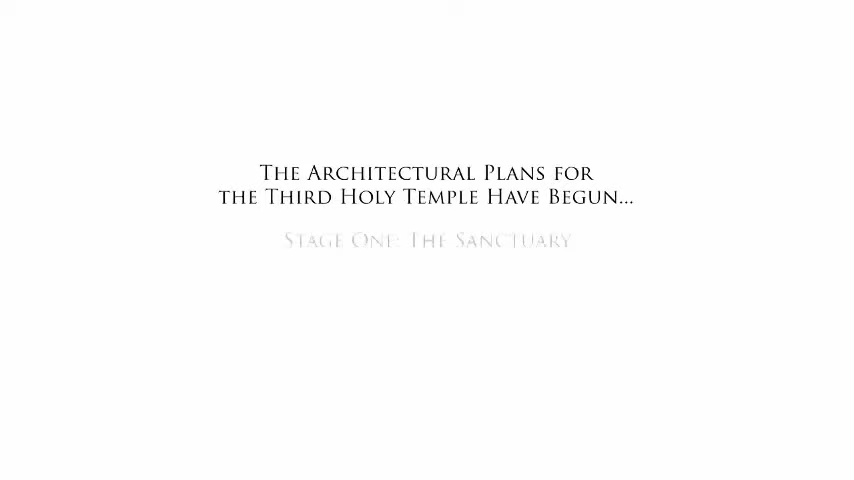 The Architectural Plans for
the Third Holy Temple Have Begun...
Stage One: The Sanctuary